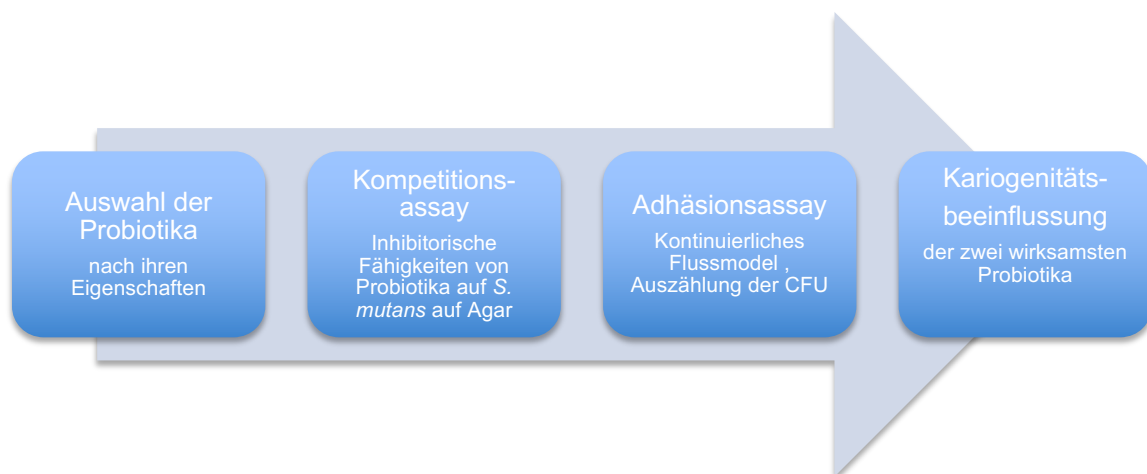 Auswahl der
Probiotika
nach ihren
Eigenschaften
Kompetitions-
assay
Inhibitorische
Fähigkeiten von
Probiotika auf S.
mutans auf Agar
Adhäsionsassay
Kontinuierliches
Flussmodel ,
Auszählung der CFU
Kariogenitäts-
beeinflussung
der zwei wirksamsten
Probiotika